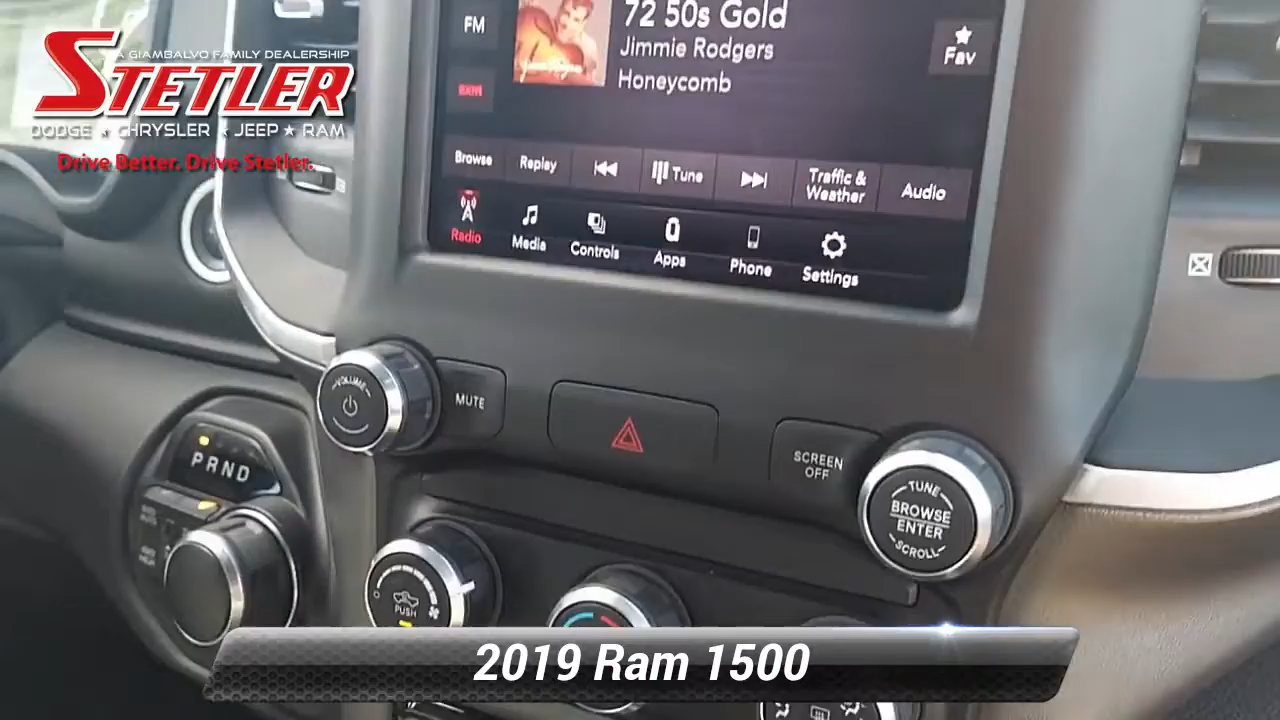 A GIAMBALVO FAMILY DEALERSHIP
STETLER
DODGE ★ CHRYSLER ★ JEEP ★ RAM
Drive Better. Drive Stetler.
FM
SXM
72 50s Gold
Jimmie Rodgers
Honeycomb
Fav
Browse
Replay
Tune
Traffic &
Weather
Audio
Radio
Media
Controls
Apps
Phone
Settings
VOLUME
MUTE
SCREEN
OFF
TUNE
BROWSE
ENTER
SCROLL
PRND
PUSH
2019 Ram 1500